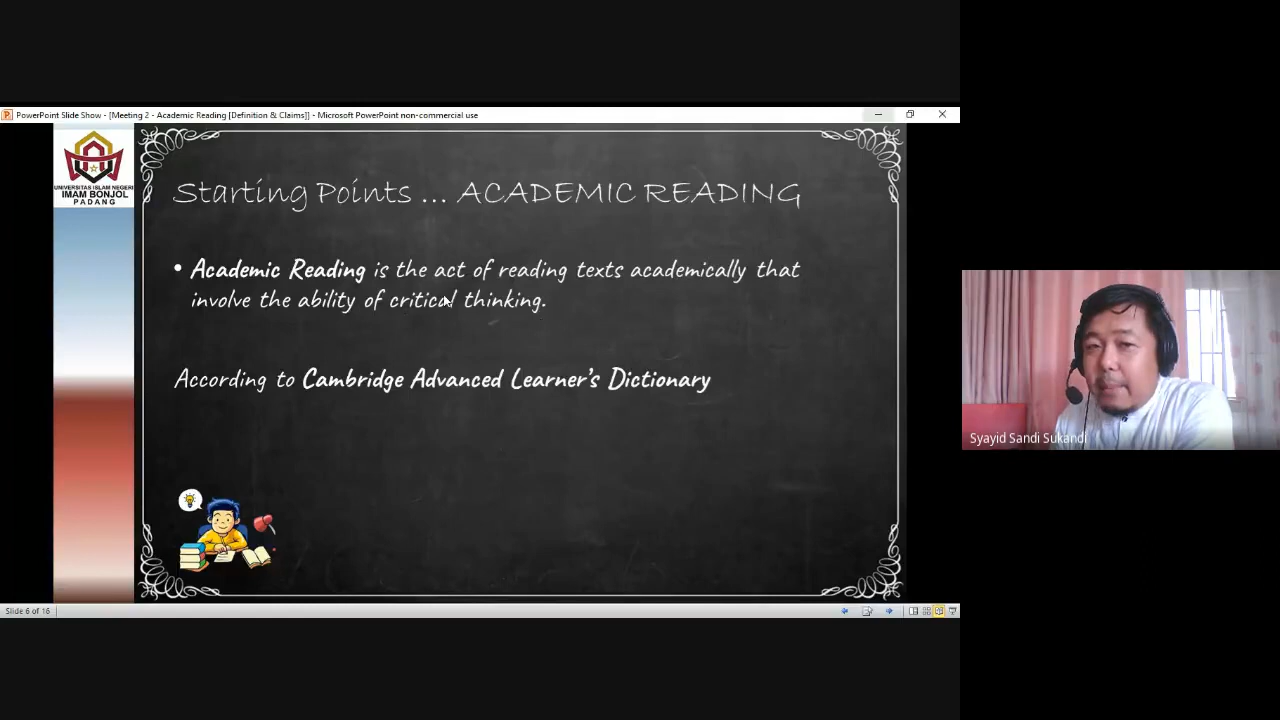 PowerPoint Slide Show - [Meeting 2 - Academic Reading [Definition & Claims]] - Microsoft PowerPoint non-commercial use
UNIVERSITAS ISLAM NEGERI
IMAM BONJOL
PADANG
Starting Points ... ACADEMIC READING
• Academic Reading is the act of reading texts academically that
involve the ability of critical thinking.
According to Cambridge Advanced Learner's Dictionary
Syayid Sandi Sukandi
Slide 6 of 16